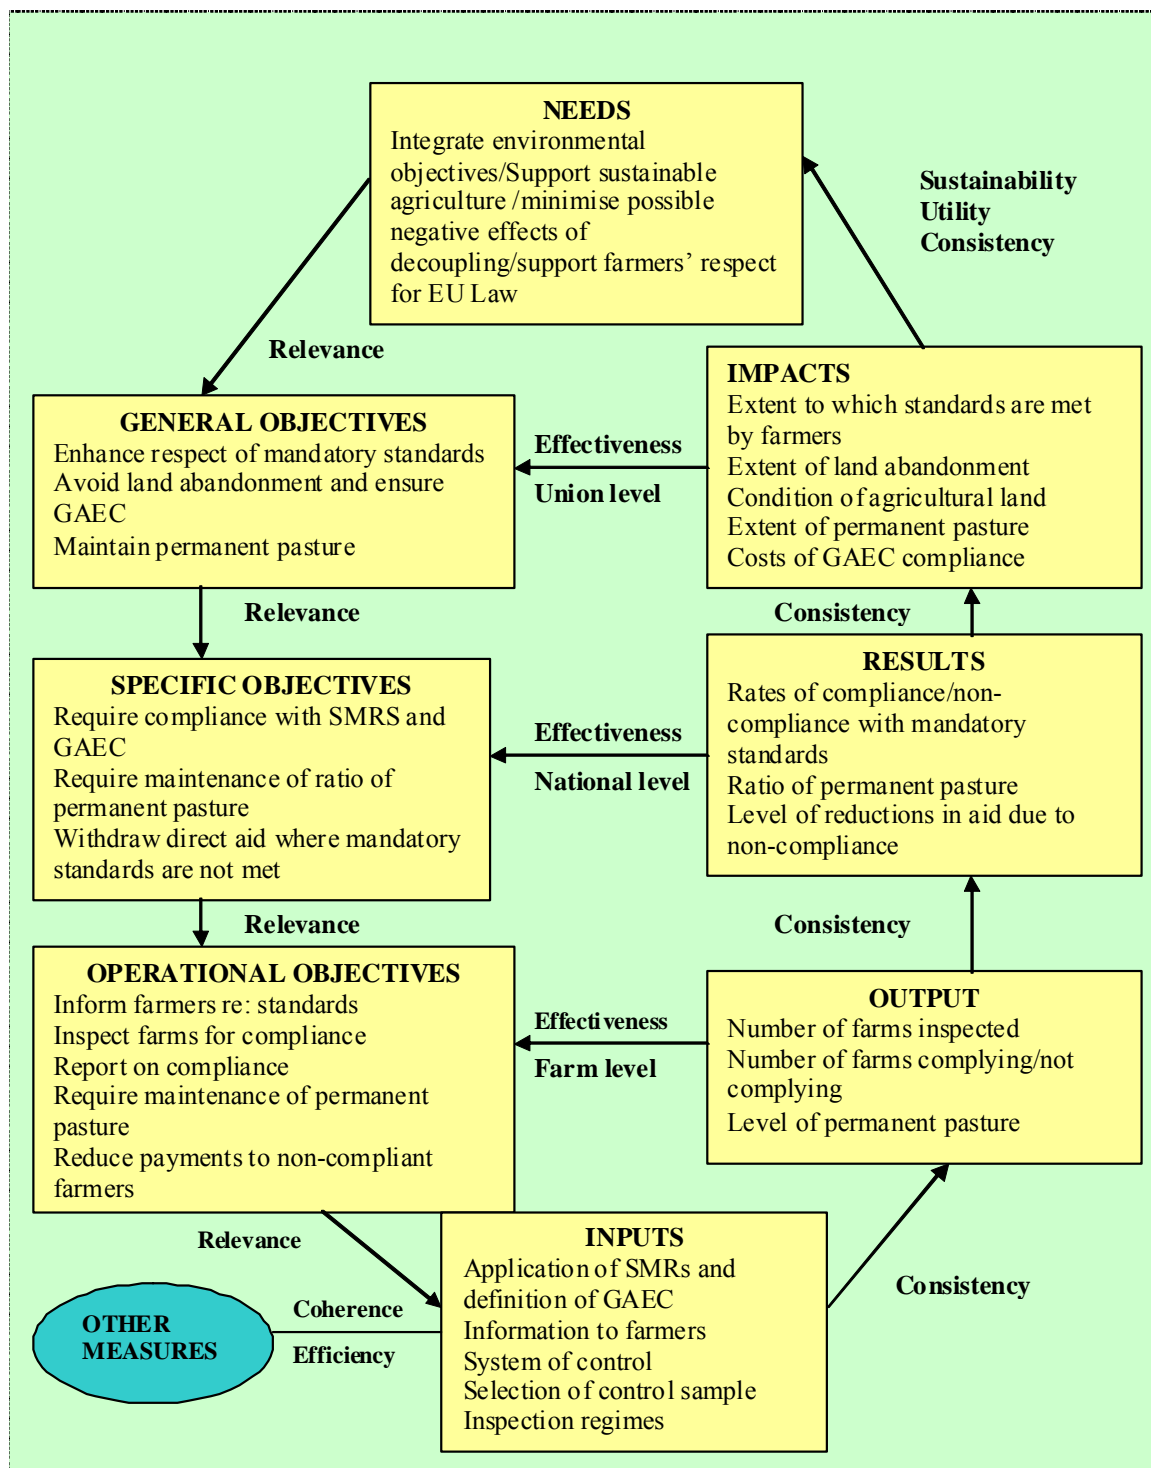 NEEDS
Integrate environmental
objectives/Support sustainable
agriculture /minimise possible
negative effects of
decoupling/support farmers’ respect
for EU Law
Sustainability
Utility
Consistency
Relevance
GENERAL OBJECTIVES
Enhance respect of mandatory standards
Avoid land abandonment and ensure
GAEC
Maintain permanent pasture
Effectiveness
Union level
IMPACTS
Extent to which standards are met
by farmers
Extent of land abandonment
Condition of agricultural land
Extent of permanent pasture
Costs of GAEC compliance
Relevance
Consistency
SPECIFIC OBJECTIVES
Require compliance with SMRS and
GAEC
Require maintenance of ratio of
permanent pasture
Withdraw direct aid where mandatory
standards are not met
Effectiveness
National level
RESULTS
Rates of compliance/non-
compliance with mandatory
standards
Ratio of permanent pasture
Level of reductions in aid due to
non-compliance
Relevance
Consistency
OPERATIONAL OBJECTIVES
Inform farmers re: standards
Inspect farms for compliance
Report on compliance
Require maintenance of permanent
pasture
Reduce payments to non-compliant
farmers
Effectiveness
Farm level
OUTPUT
Number of farms inspected
Number of farms complying/not
complying
Level of permanent pasture
Relevance
Consistency
INPUTS
Application of SMRs and
definition of GAEC
Information to farmers
System of control
Selection of control sample
Inspection regimes
Coherence
Efficiency
OTHER
MEASURES